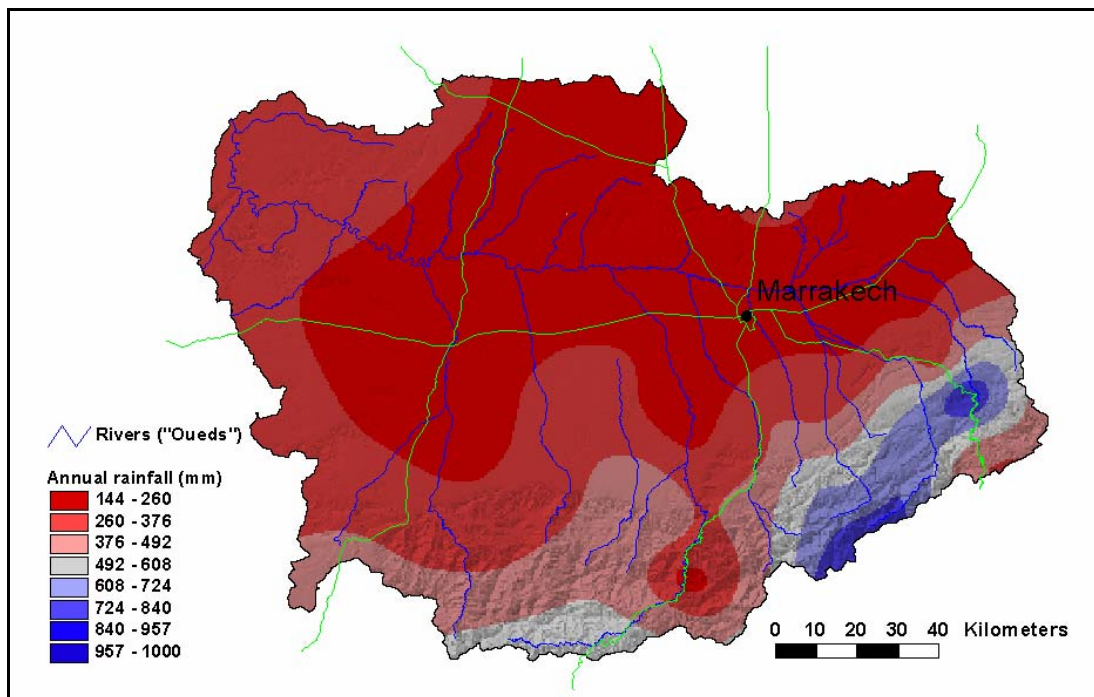 Marrakech
Rivers ("Oueds")
Annual rainfall (mm)
144 - 260
260 - 376
376 - 492
492 - 608
608 - 724
724 - 840
840 - 957
957 - 1000
0 10 20 30 40 Kilometers